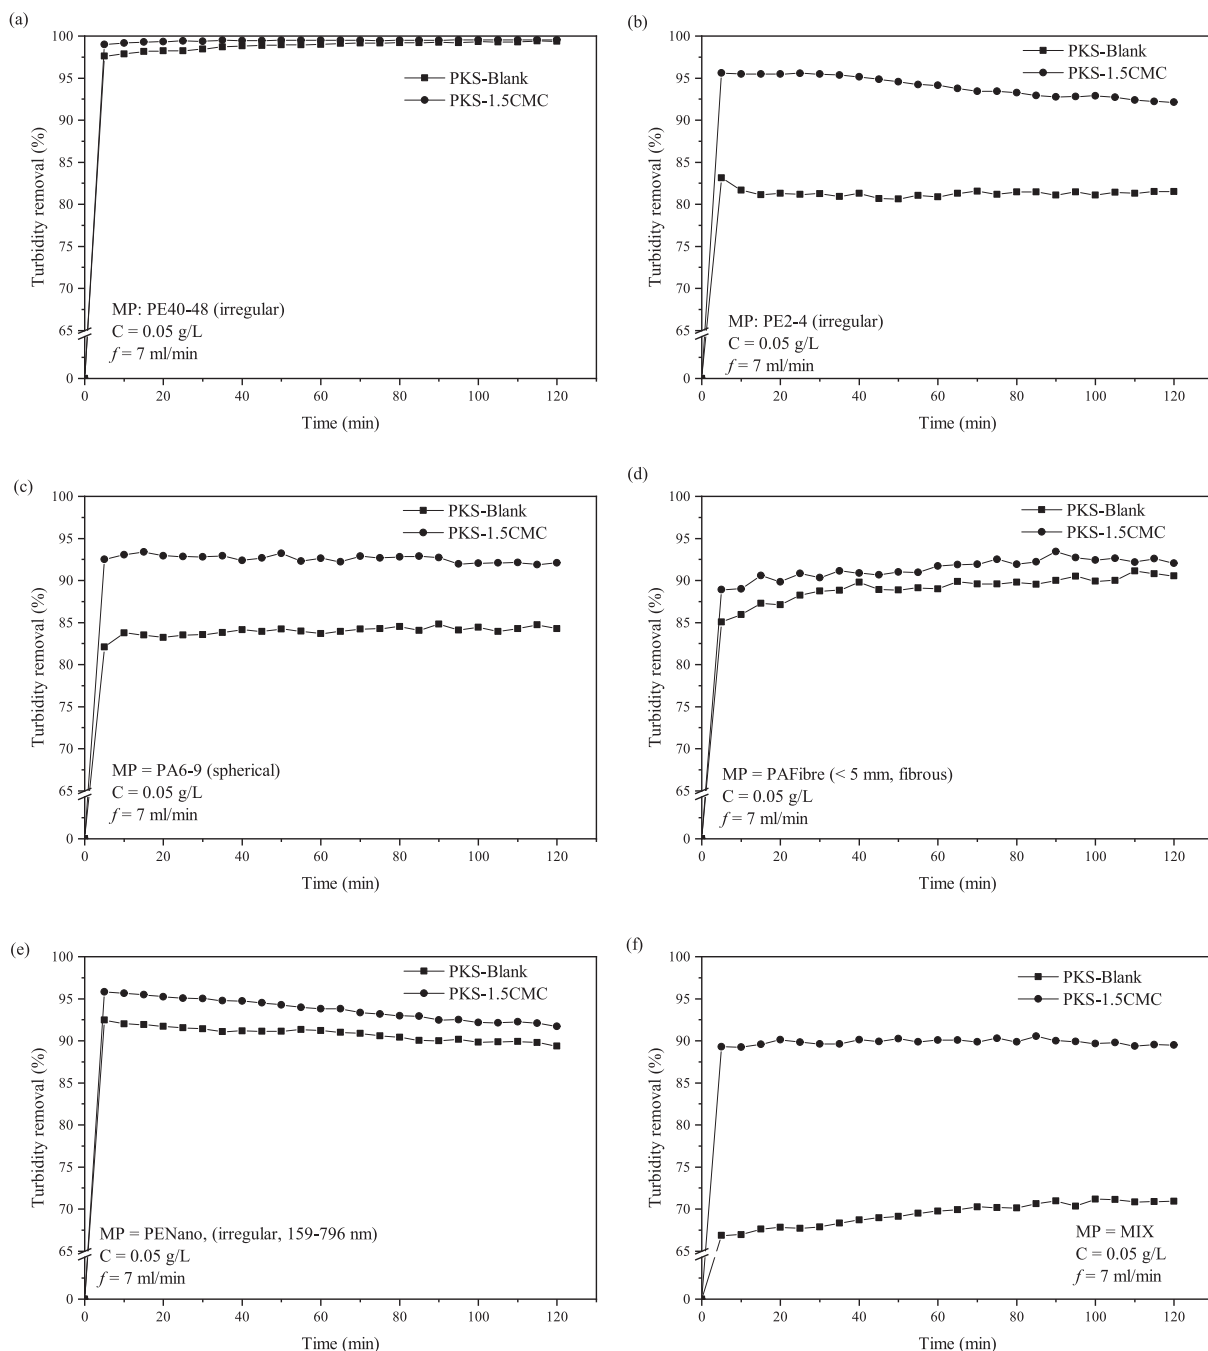 (a)
100
95
90
85
80
75
70
65
0
Turbidity removal (%)
PKS-Blank
PKS-1.5CMC
MP: PE40-48 (irregular)
C = 0.05 g/L
f = 7 ml/min
0 20 40 60 80 100 120
Time (min)
(b)
100
95
90
85
80
75
70
65
0
Turbidity removal (%)
PKS-Blank
PKS-1.5CMC
MP: PE2-4 (irregular)
C = 0.05 g/L
f = 7 ml/min
0 20 40 60 80 100 120
Time (min)
(c)
100
95
90
85
80
75
70
65
0
Turbidity removal (%)
PKS-Blank
PKS-1.5CMC
MP = PA6-9 (spherical)
C = 0.05 g/L
f = 7 ml/min
0 20 40 60 80 100 120
Time (min)
(d)
100
95
90
85
80
75
70
65
0
Turbidity removal (%)
PKS-Blank
PKS-1.5CMC
MP = PAFibre (< 5 mm, fibrous)
C = 0.05 g/L
f = 7 ml/min
0 20 40 60 80 100 120
Time (min)
(e)
100
95
90
85
80
75
70
65
0
Turbidity removal (%)
PKS-Blank
PKS-1.5CMC
MP = PENano, (irregular, 159-796 nm)
C = 0.05 g/L
f = 7 ml/min
0 20 40 60 80 100 120
Time (min)
(f)
100
95
90
85
80
75
70
65
0
Turbidity removal (%)
PKS-Blank
PKS-1.5CMC
MP = MIX
C = 0.05 g/L
f = 7 ml/min
0 20 40 60 80 100 120
Time (min)